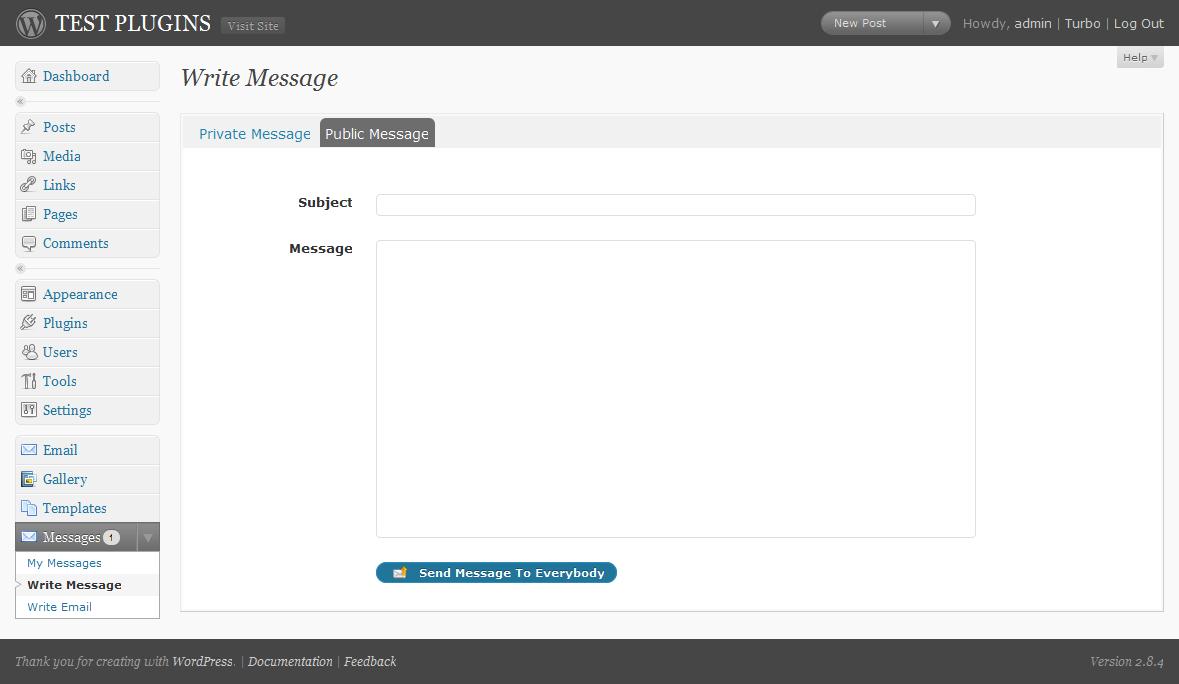 TEST PLUGINS Visit Site New Post Howdy, admin | Turbo | Log Out
Help
Write Message
Dashboard
Posts
Media
Links
Pages
Comments
Appearance
Plugins
Users
Tools
Settings
Email
Gallery
Templates
Messages 1
My Messages
Write Message
Write Email
Private Message Public Message
Subject
Message
Send Message To Everybody
Thank you for creating with WordPress. | Documentation | Feedback Version 2.8.4